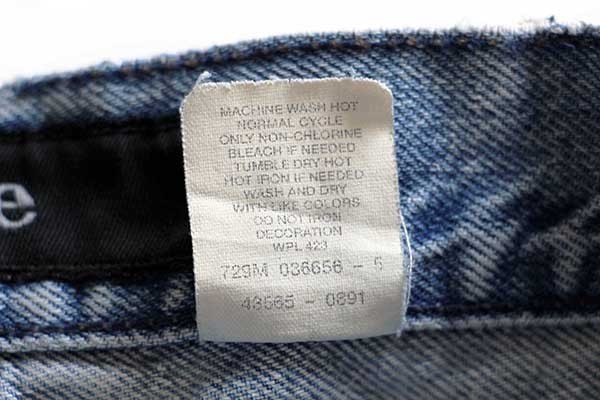 MACHINE WASH HOT
NORMAL CYCLE
ONLY NON-CHLORINE
BLEACH IF NEEDED
TUMBLE DRY HOT
HOT IRON IF NEEDED
WASH AND DRY
WITH LIKE COLORS
DO NOT IRON
DECORATION
WPL 423
729M 036656 - 5
43565 - 0891
e